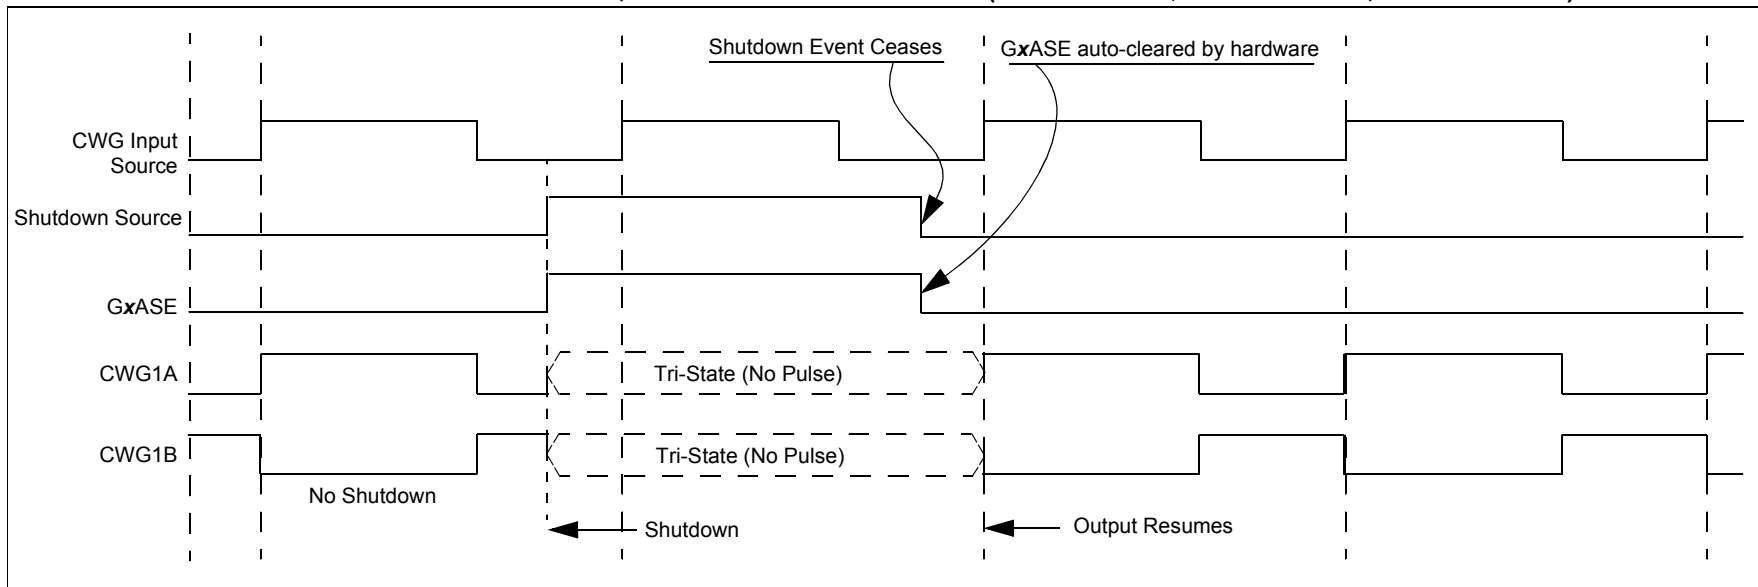 Shutdown Event Ceases
GxASE auto-cleared by hardware
CWG Input
Source
Shutdown Source
GxASE
CWG1A
Tri-State (No Pulse)
CWG1B
Tri-State (No Pulse)
No Shutdown
Shutdown
Output Resumes